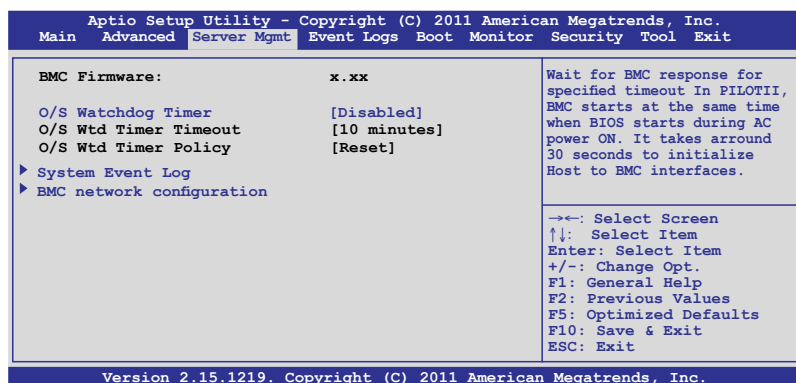 Aptio Setup Utility - Copyright (C) 2011 American Megatrends, Inc.
Main Advanced Server Mgmt Event Logs Boot Monitor Security Tool Exit
BMC Firmware: x.xx
O/S Watchdog Timer [Disabled]
O/S Wtd Timer Timeout [10 minutes]
O/S Wtd Timer Policy [Reset]
System Event Log
BMC network configuration
Wait for BMC response for
specified timeout In PILOTII,
BMC starts at the same time
when BIOS starts during AC
power ON. It takes arround
30 seconds to initialize
Host to BMC interfaces.
→←: Select Screen
↑↓: Select Item
Enter: Select Item
+/-: Change Opt.
F1: General Help
F2: Previous Values
F5: Optimized Defaults
F10: Save & Exit
ESC: Exit
Version 2.15.1219. Copyright (C) 2011 American Megatrends, Inc.